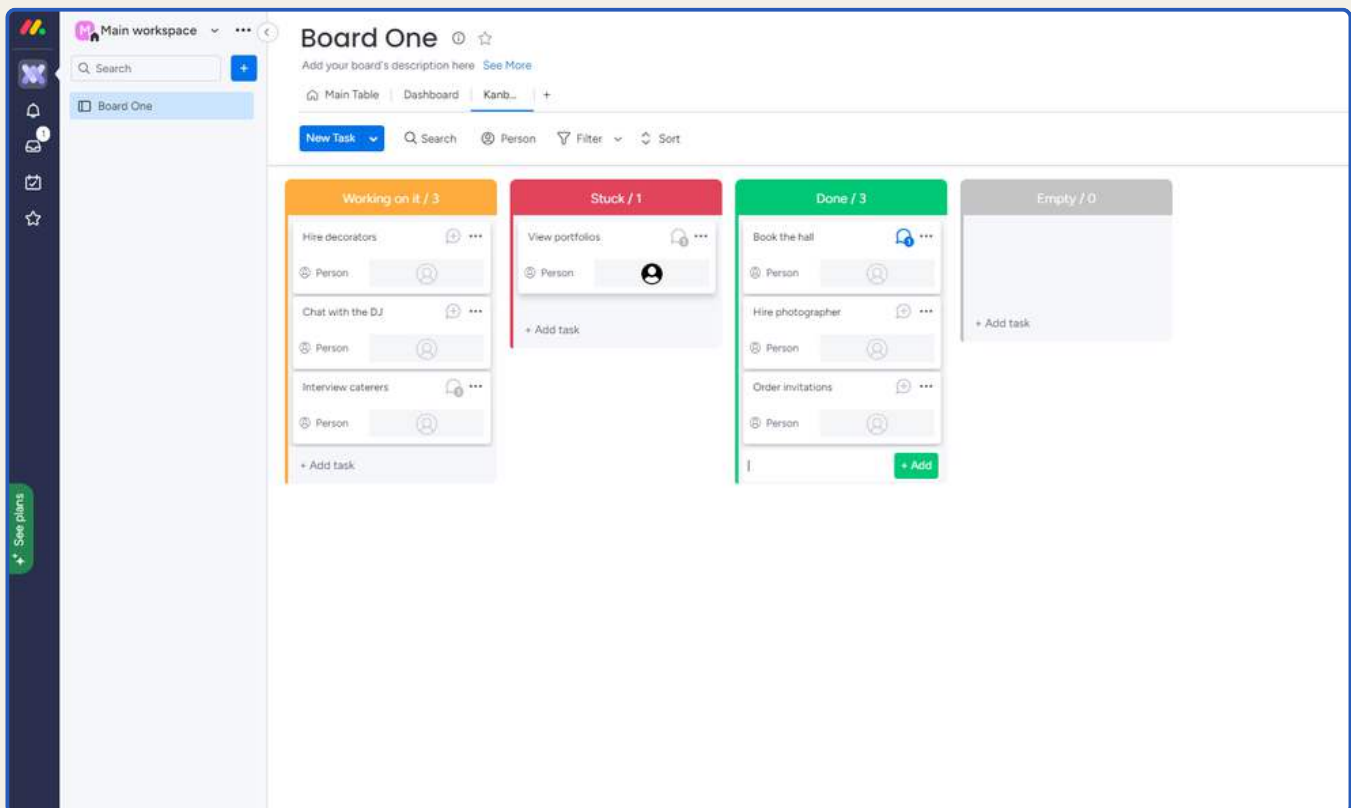 M
Main workspace
Search
+
Board One
1
See plans
Board One
Add your board's description here See More
Main Table
Dashboard
Kanb...
+
New Task
Search
Person
Filter
Sort
Working on it / 3
Hire decorators
Person
Chat with the DJ
Person
Interview caterers
Person
+ Add task
Stuck / 1
View portfolios
Person
+ Add task
Done / 3
Book the hall
1
Person
Hire photographer
Person
Order invitations
Person
+ Add
Empty / 0
+ Add task